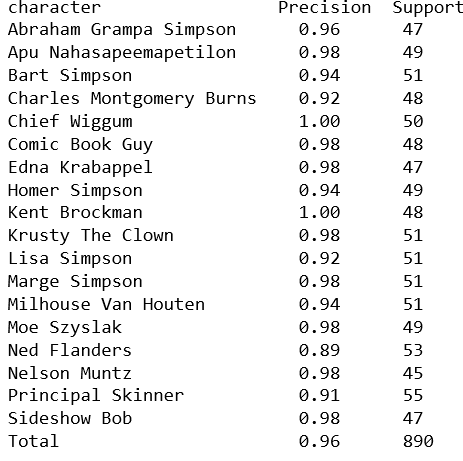 character Precision Support
Abraham Grampa Simpson 0.96 47
Apu Nahasapeemapetilon 0.98 49
Bart Simpson 0.94 51
Charles Montgomery Burns 0.92 48
Chief Wiggum 1.00 50
Comic Book Guy 0.98 48
Edna Krabappel 0.98 47
Homer Simpson 0.94 49
Kent Brockman 1.00 48
Krusty The Clown 0.98 51
Lisa Simpson 0.92 51
Marge Simpson 0.98 51
Milhouse Van Houten 0.94 51
Moe Szyslak 0.98 49
Ned Flanders 0.89 53
Nelson Muntz 0.98 45
Principal Skinner 0.91 55
Sideshow Bob 0.98 47
Total 0.96 890